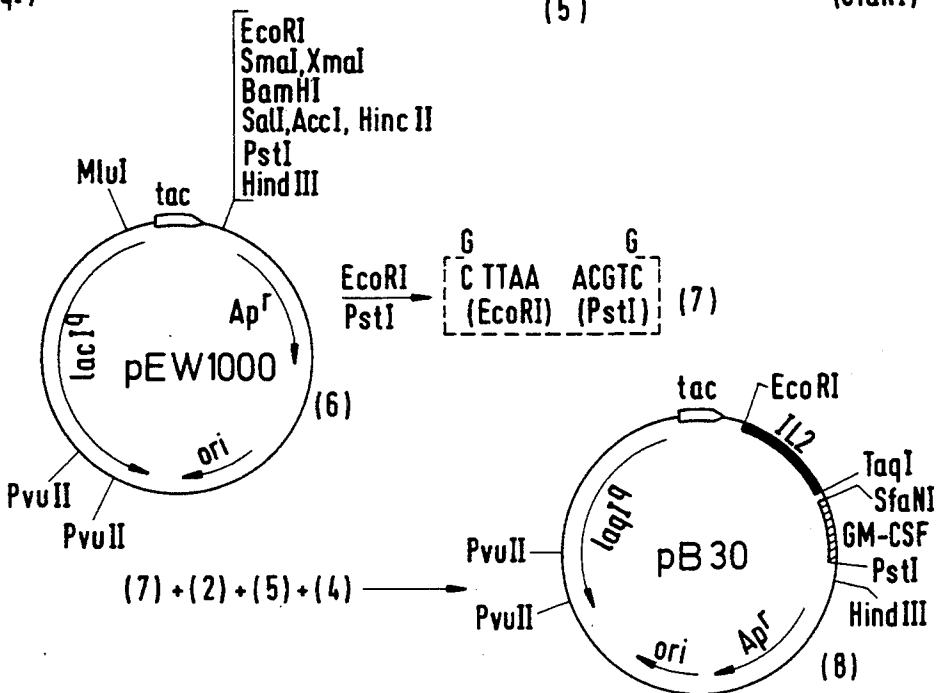 (5)
EcoRI
SmaI,XmaI
BamHI
SalI,AccI, Hinc II
PstI
Hind III
MluI
tac
Apr
lacIq
pEW1000
(6)
ori
PvuII
PvuII
EcoRI
PstI
G G
C TTAA ACGTC
(EcoRI) (PstI)
(7)
tac
EcoRI
IL2
TaqI
SfaNI
GM-CSF
PstI
HindIII
laqIq
PvuII
PvuII
pB30
Apr
ori
(8)
(7)+(2)+(5)+(4)